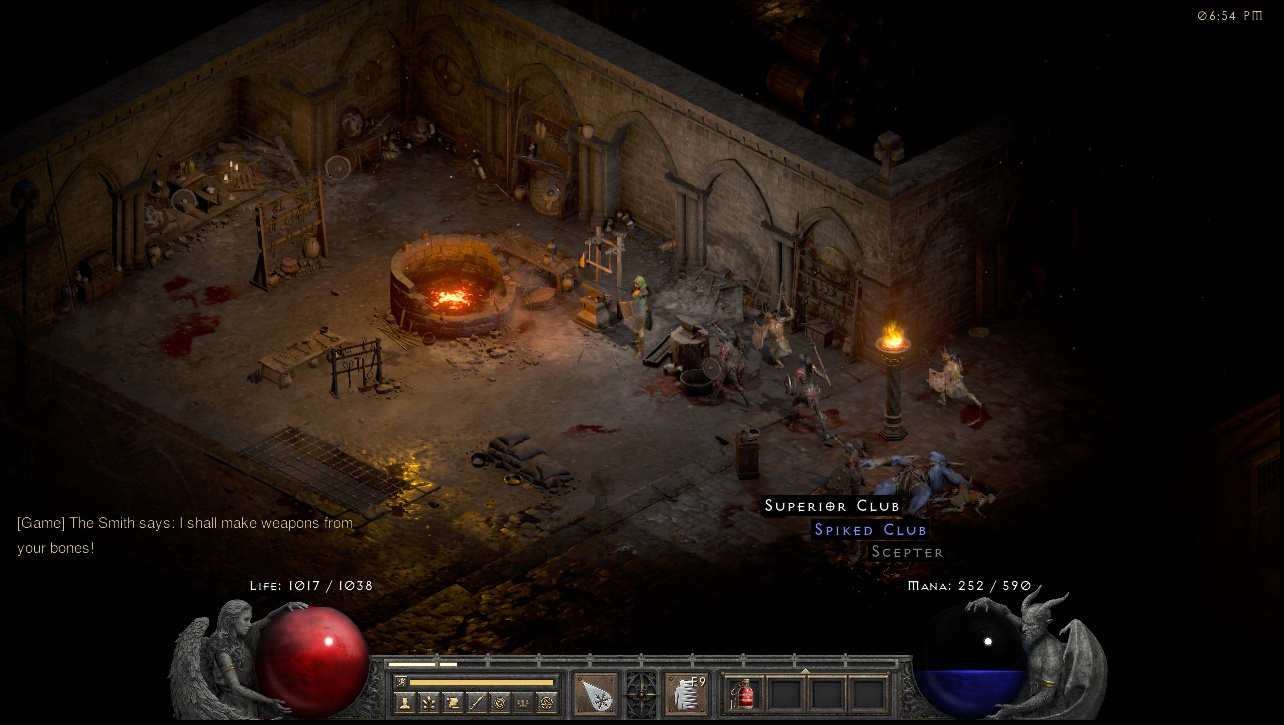 06:54 PM
Superior Club
Spiked Club
Scepter
[Game] The Smith says: I shall make weapons from
your bones!
Life: 1017 / 1038
Mana: 252 / 590
F9